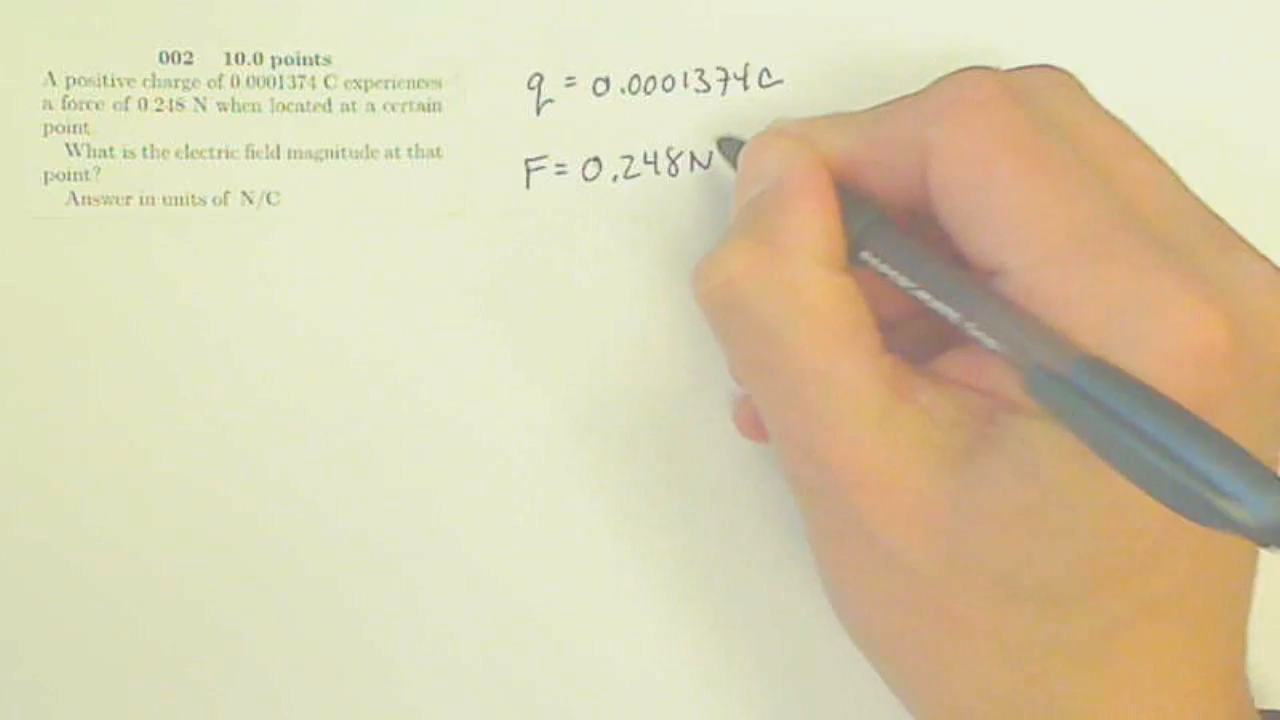 002 10.0 points
A positive charge of 0.0001374 C experiences
a force of 0.248 N when located at a certain
point.
What is the electric field magnitude at that
point?
Answer in units of N/C
q = 0.0001374C
F = 0.248N